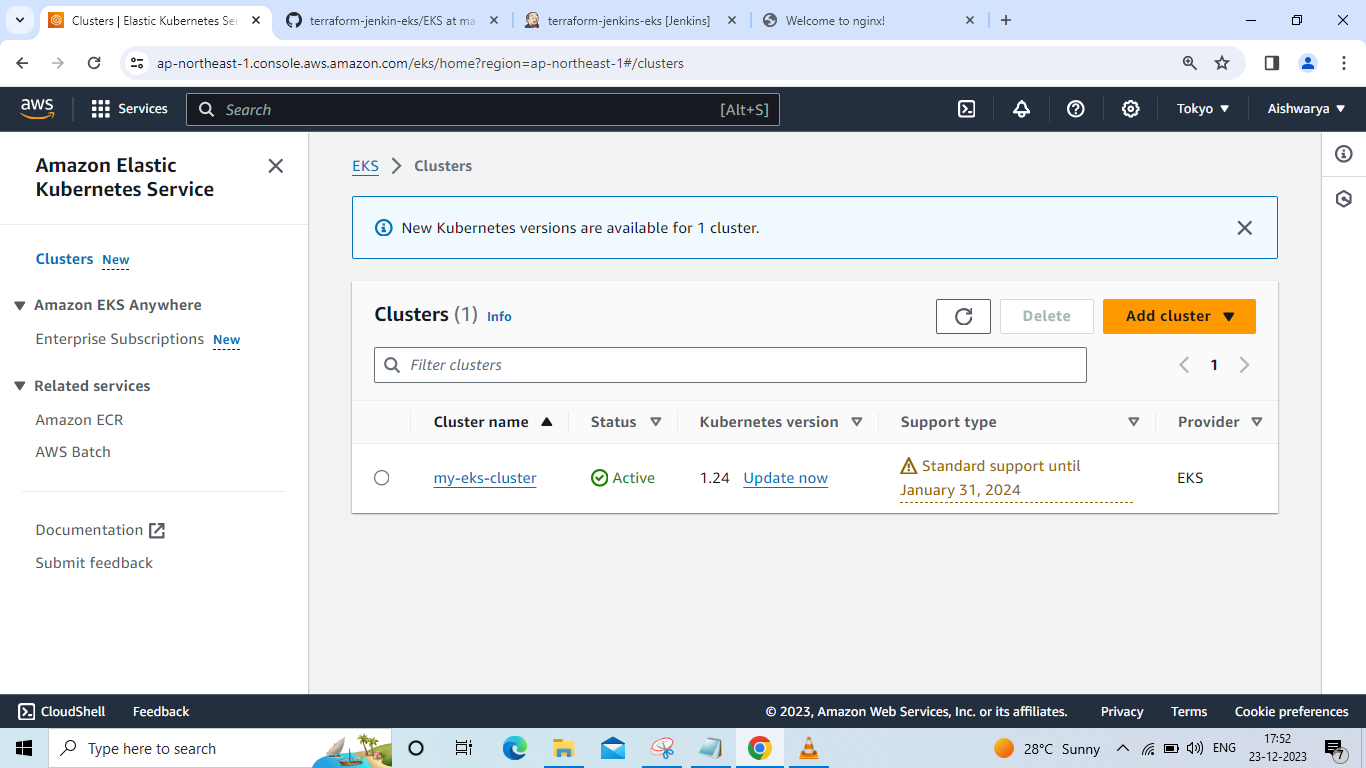 Clusters | Elastic Kubernetes Ser
terraform-jenkin-eks/EKS at ma
terraform-jenkins-eks [Jenkins]
Welcome to nginx!
ap-northeast-1.console.aws.amazon.com/eks/home?region=ap-northeast-1#/clusters
aws
Services
Search
[Alt+S]
Tokyo
Aishwarya
Amazon Elastic
Kubernetes Service
Clusters New
Amazon EKS Anywhere
Enterprise Subscriptions New
Related services
Amazon ECR
AWS Batch
Documentation
Submit feedback
EKS > Clusters
New Kubernetes versions are available for 1 cluster.
Clusters (1) Info
Delete
Add cluster
Filter clusters
1
Cluster name
Status
Kubernetes version
Support type
Provider
my-eks-cluster
Active
1.24 Update now
Standard support until
January 31, 2024
EKS
CloudShell
Feedback
© 2023, Amazon Web Services, Inc. or its affiliates.
Privacy
Terms
Cookie preferences
Type here to search
28°C Sunny
ENG
17:52
23-12-2023
7